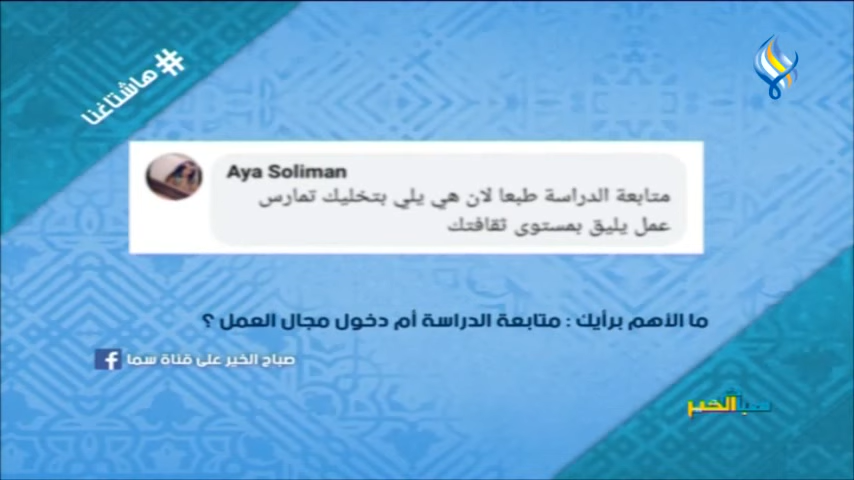 #هاشتاغنا
Aya Soliman
متابعة الدراسة طبعا لان هي يلي بتخليك تمارس
عمل يليق بمستوى ثقافتك
ما الأهم برأيك : متابعة الدراسة أم دخول مجال العمل ؟
صباح الخير على قناة سما
صباح الخير